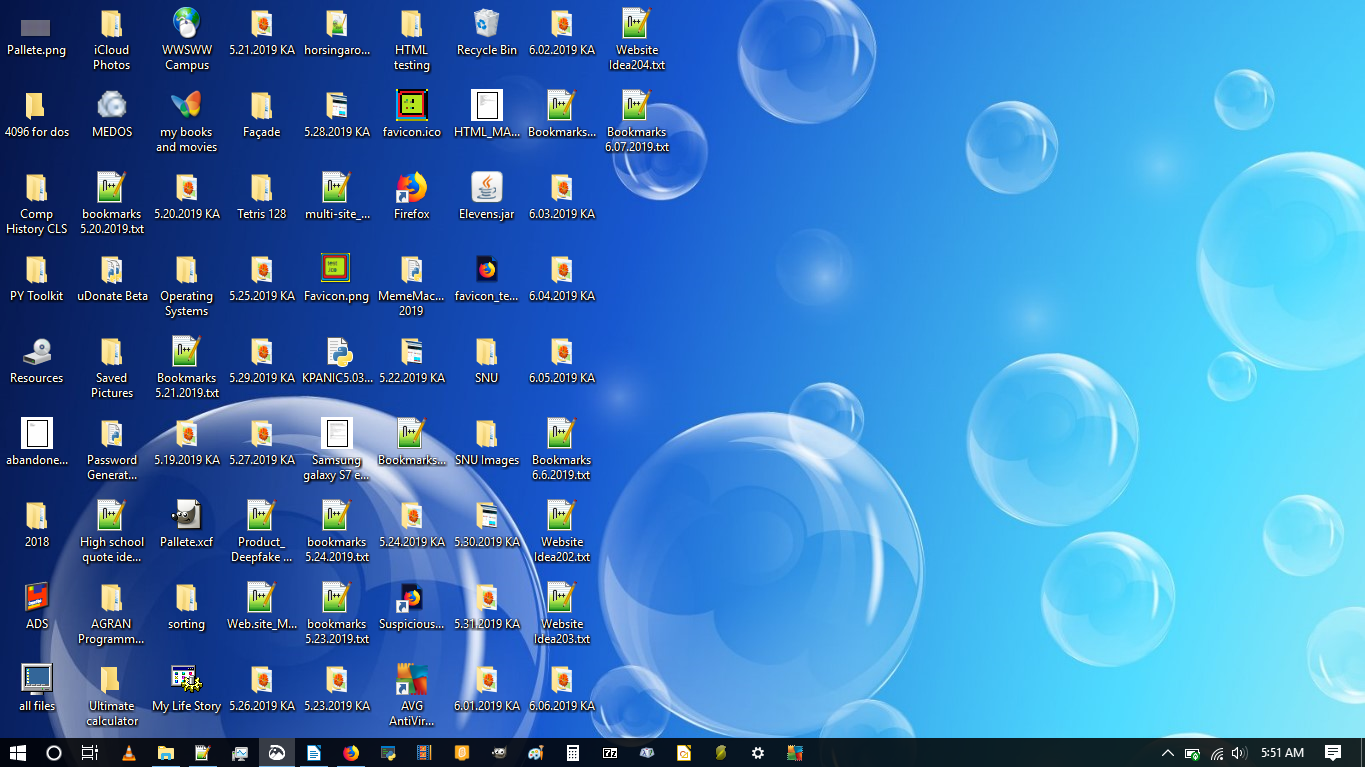 Pallete.png
iCloud
Photos
WWSWW
Campus
5.21.2019 KA
horsingaro...
HTML
testing
Recycle Bin
6.02.2019 KA
Website
Idea204.txt
4096 for dos
MEDOS
my books
and movies
Façade
5.28.2019 KA
favicon.ico
HTML_MA...
Bookmarks...
Bookmarks
6.07.2019.txt
Comp
History CLS
bookmarks
5.20.2019.txt
5.20.2019 KA
Tetris 128
multi-site_...
Firefox
Elevens.jar
6.03.2019 KA
PY Toolkit
uDonate Beta
Operating
Systems
5.25.2019 KA
Favicon.png
MemeMac...
2019
favicon_te...
6.04.2019 KA
Resources
Saved
Pictures
Bookmarks
5.21.2019.txt
5.29.2019 KA
KPANIC5.03...
5.22.2019 KA
SNU
6.05.2019 KA
abandone...
Password
Generat...
5.19.2019 KA
5.27.2019 KA
Samsung
galaxy S7 e...
Bookmarks...
SNU Images
Bookmarks
6.6.2019.txt
2018
High school
quote ide...
Pallete.xcf
Product_
Deepfake ...
bookmarks
5.24.2019.txt
5.24.2019 KA
5.30.2019 KA
Website
Idea202.txt
ADS
AGRAN
Programm...
sorting
Web.site_M...
bookmarks
5.23.2019.txt
Suspicious...
5.31.2019 KA
Website
Idea203.txt
all files
Ultimate
calculator
My Life Story
5.26.2019 KA
5.23.2019 KA
AVG
AntiVir...
6.01.2019 KA
6.06.2019 KA
5:51 AM